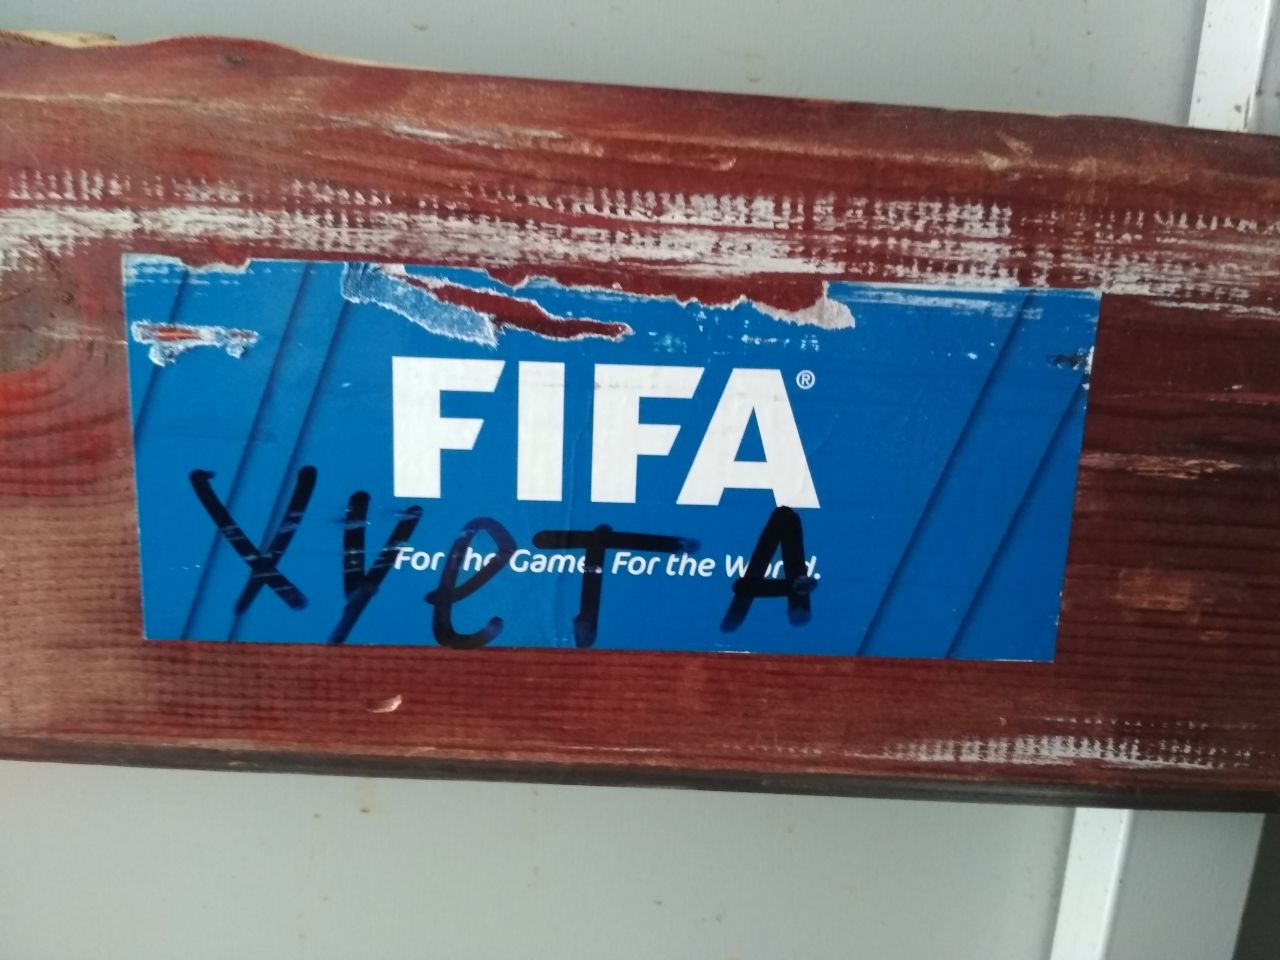 FIFA®
For the Game. For the World.
ХУеТА